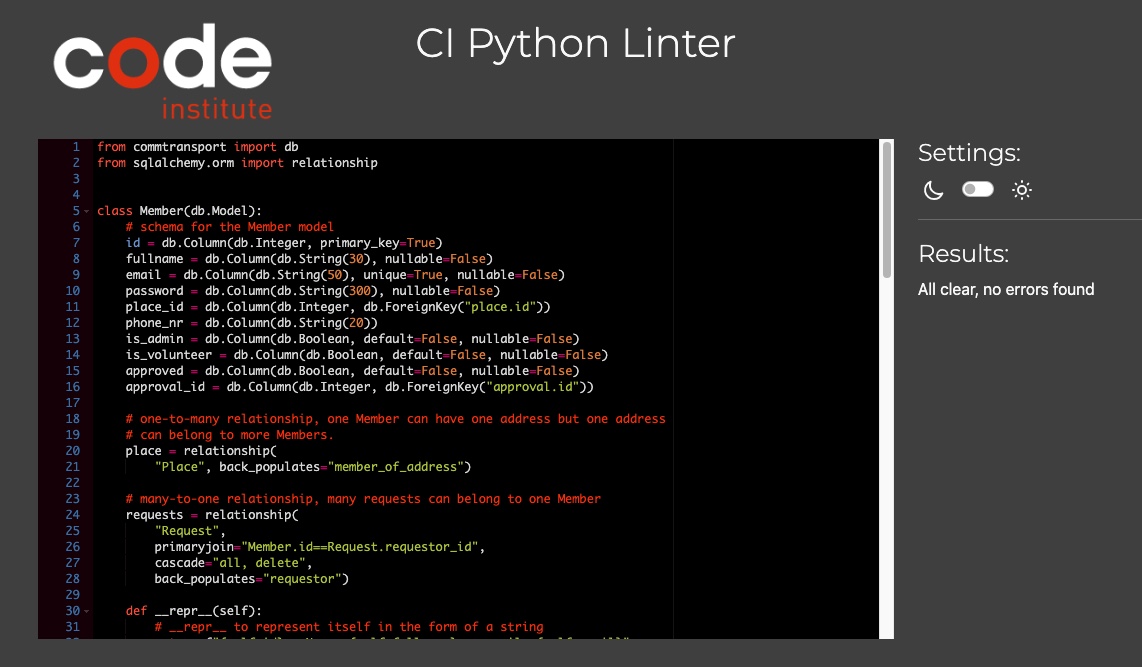 code
institute
CI Python Linter
1 from commtransport import db
2 from sqlalchemy.orm import relationship
3
4
5 class Member(db.Model):
6 # schema for the Member model
7 id = db.Column(db.Integer, primary_key=True)
8 fullname = db.Column(db.String(30), nullable=False)
9 email = db.Column(db.String(50), unique=True, nullable=False)
10 password = db.Column(db.String(300), nullable=False)
11 place_id = db.Column(db.Integer, db.ForeignKey("place.id"))
12 phone_nr = db.Column(db.String(20))
13 is_admin = db.Column(db.Boolean, default=False, nullable=False)
14 is_volunteer = db.Column(db.Boolean, default=False, nullable=False)
15 approved = db.Column(db.Boolean, default=False, nullable=False)
16 approval_id = db.Column(db.Integer, db.ForeignKey("approval.id"))
17
18 # one-to-many relationship, one Member can have one address but one address
19 # can belong to more Members.
20 place = relationship(
21 "Place", back_populates="member_of_address")
22
23 # many-to-one relationship, many requests can belong to one Member
24 requests = relationship(
25 "Request",
26 primaryjoin="Member.id==Request.requestor_id",
27 cascade="all, delete",
28 back_populates="requestor")
29
30 def __repr__(self):
31 # __repr__ to represent itself in the form of a string
Settings:
Results:
All clear, no errors found